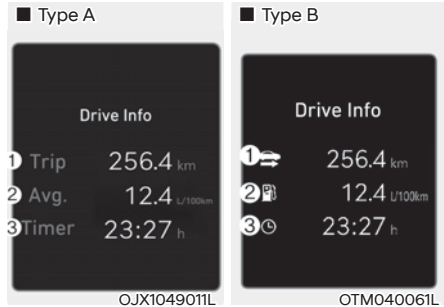 ■ Type A
Drive Info
1 Trip 256.4 km
2 Avg. 12.4 L/100km
3 Timer 23:27 h
OJX1049011L
■ Type B
Drive Info
1 256.4 km
2 12.4 L/100km
3 23:27 h
OTM040061L